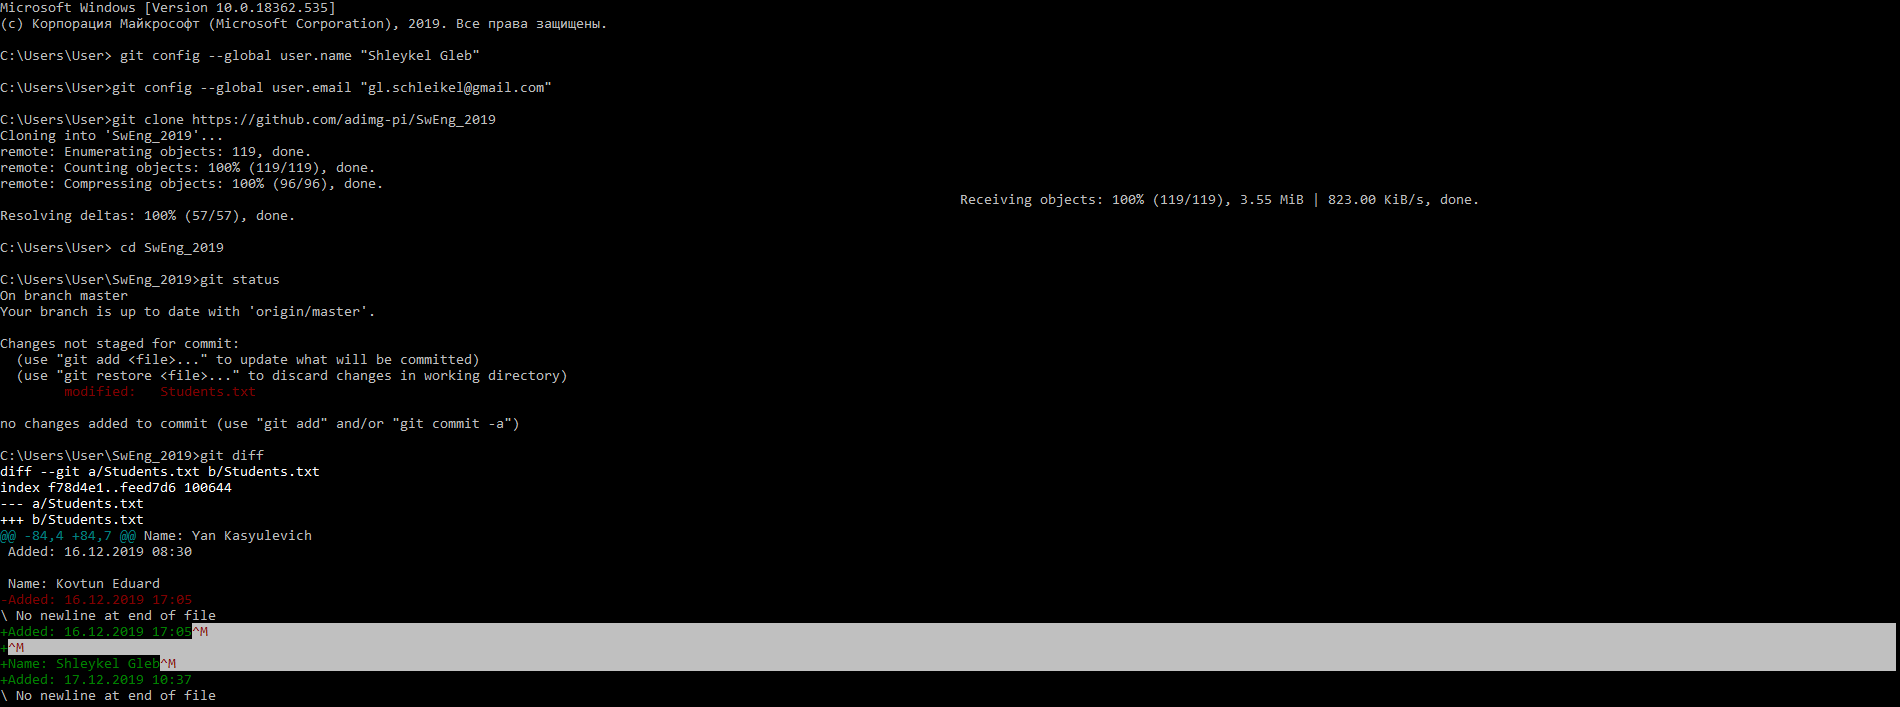 Microsoft Windows [Version 10.0.18362.535]
(c) Корпорация Майкрософт (Microsoft Corporation), 2019. Все права защищены.
C:\Users\User> git config --global user.name "Shleykel Gleb"
C:\Users\User>git config --global user.email "gl.schleikel@gmail.com"
C:\Users\User>git clone https://github.com/adimg-pi/SwEng_2019
Cloning into 'SwEng_2019'...
remote: Enumerating objects: 119, done.
remote: Counting objects: 100% (119/119), done.
remote: Compressing objects: 100% (96/96), done.
Receiving objects: 100% (119/119), 3.55 MiB | 823.00 KiB/s, done.
Resolving deltas: 100% (57/57), done.
C:\Users\User> cd SwEng_2019
C:\Users\User\SwEng_2019>git status
On branch master
Your branch is up to date with 'origin/master'.
Changes not staged for commit:
  (use "git add <file>..." to update what will be committed)
  (use "git restore <file>..." to discard changes in working directory)
        modified:   Students.txt
no changes added to commit (use "git add" and/or "git commit -a")
C:\Users\User\SwEng_2019>git diff
diff --git a/Students.txt b/Students.txt
index f78d4e1..feed7d6 100644
--- a/Students.txt
+++ b/Students.txt
@@ -84,4 +84,7 @@ Name: Yan Kasyulevich
 Added: 16.12.2019 08:30
 Name: Kovtun Eduard
-Added: 16.12.2019 17:05
\ No newline at end of file
+Added: 16.12.2019 17:05^M
+^M
+Name: Shleykel Gleb^M
+Added: 17.12.2019 10:37
\ No newline at end of file